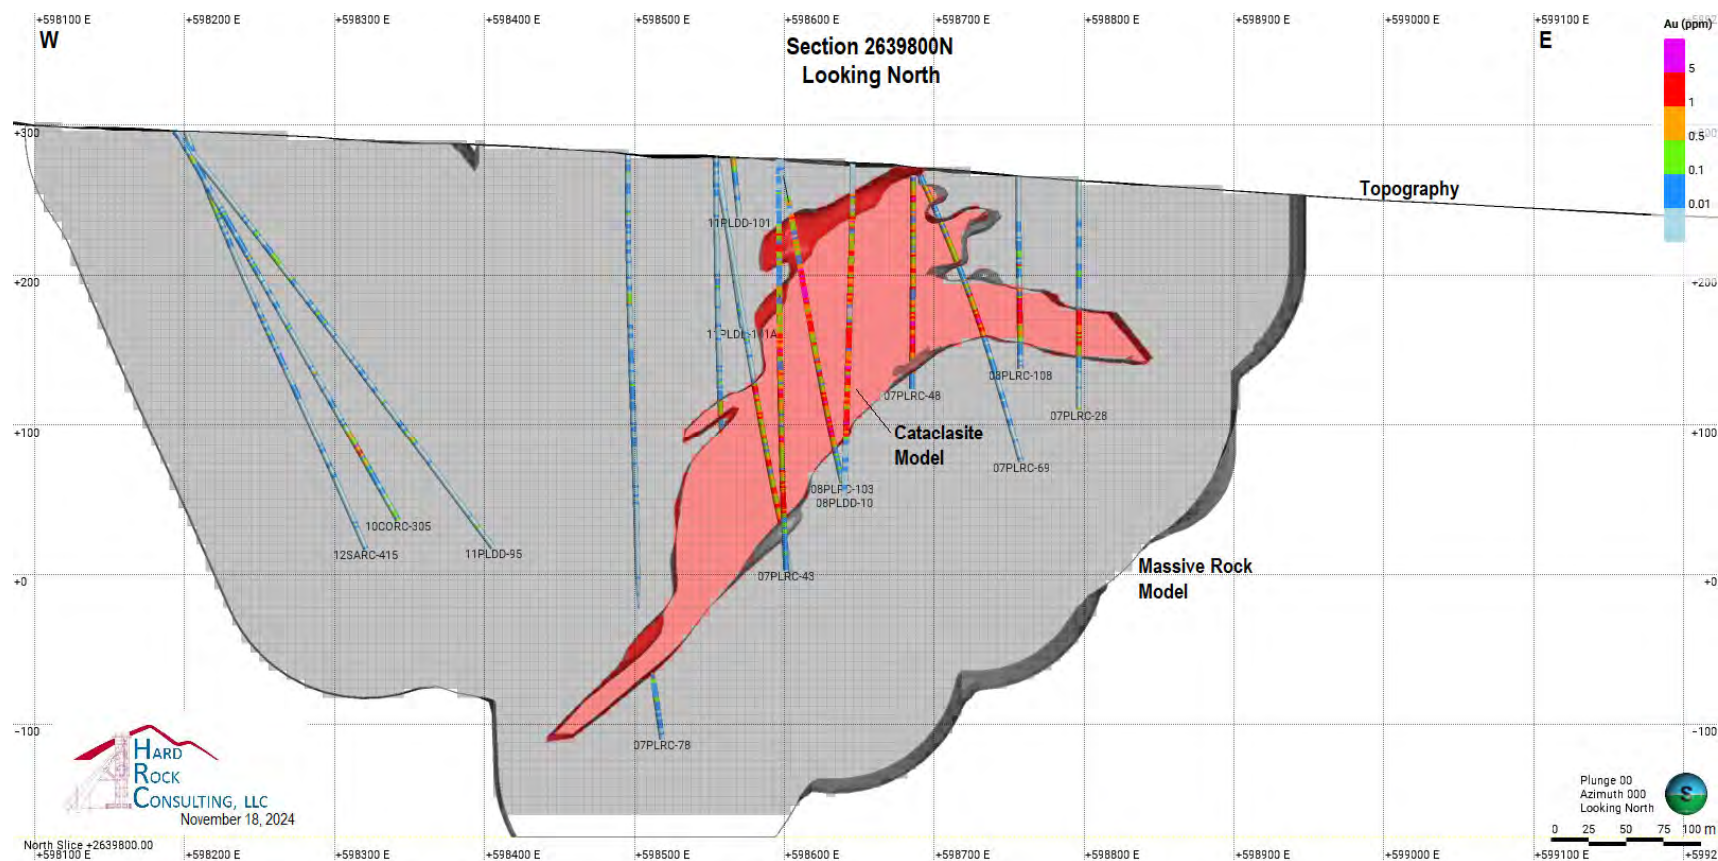 +598100 E +598200 E +598300 E +598400 E +598500 E +598600 E +598700 E +598800 E +598900 E +599000 E +599100 E
W
E
Au (ppm)
Section 2639800N
Looking North
5
1
0.5
0.1
0.01
+300
Topography
11PLDD-101
+200 +200
11PLDD-101A
08PLRC-108
07PLRC-48
07PLRC-28
+100 +100
Cataclasite
Model
07PLRC-69
08PLRC-103
08PLDD-10
10CORC-305
12SARC-415 11PLDD-95
+0 +0
07PLRC-43
Massive Rock
Model
-100 -100
07PLRC-78
HARD
ROCK
CONSULTING, LLC
November 18, 2024
Plunge 00
Azimuth 000
Looking North
S
0 25 50 75 100 m
North Slice +2639800.00
+598100 E +598200 E +598300 E +598400 E +598500 E +598600 E +598700 E +598800 E +598900 E +599000 E +599100 E